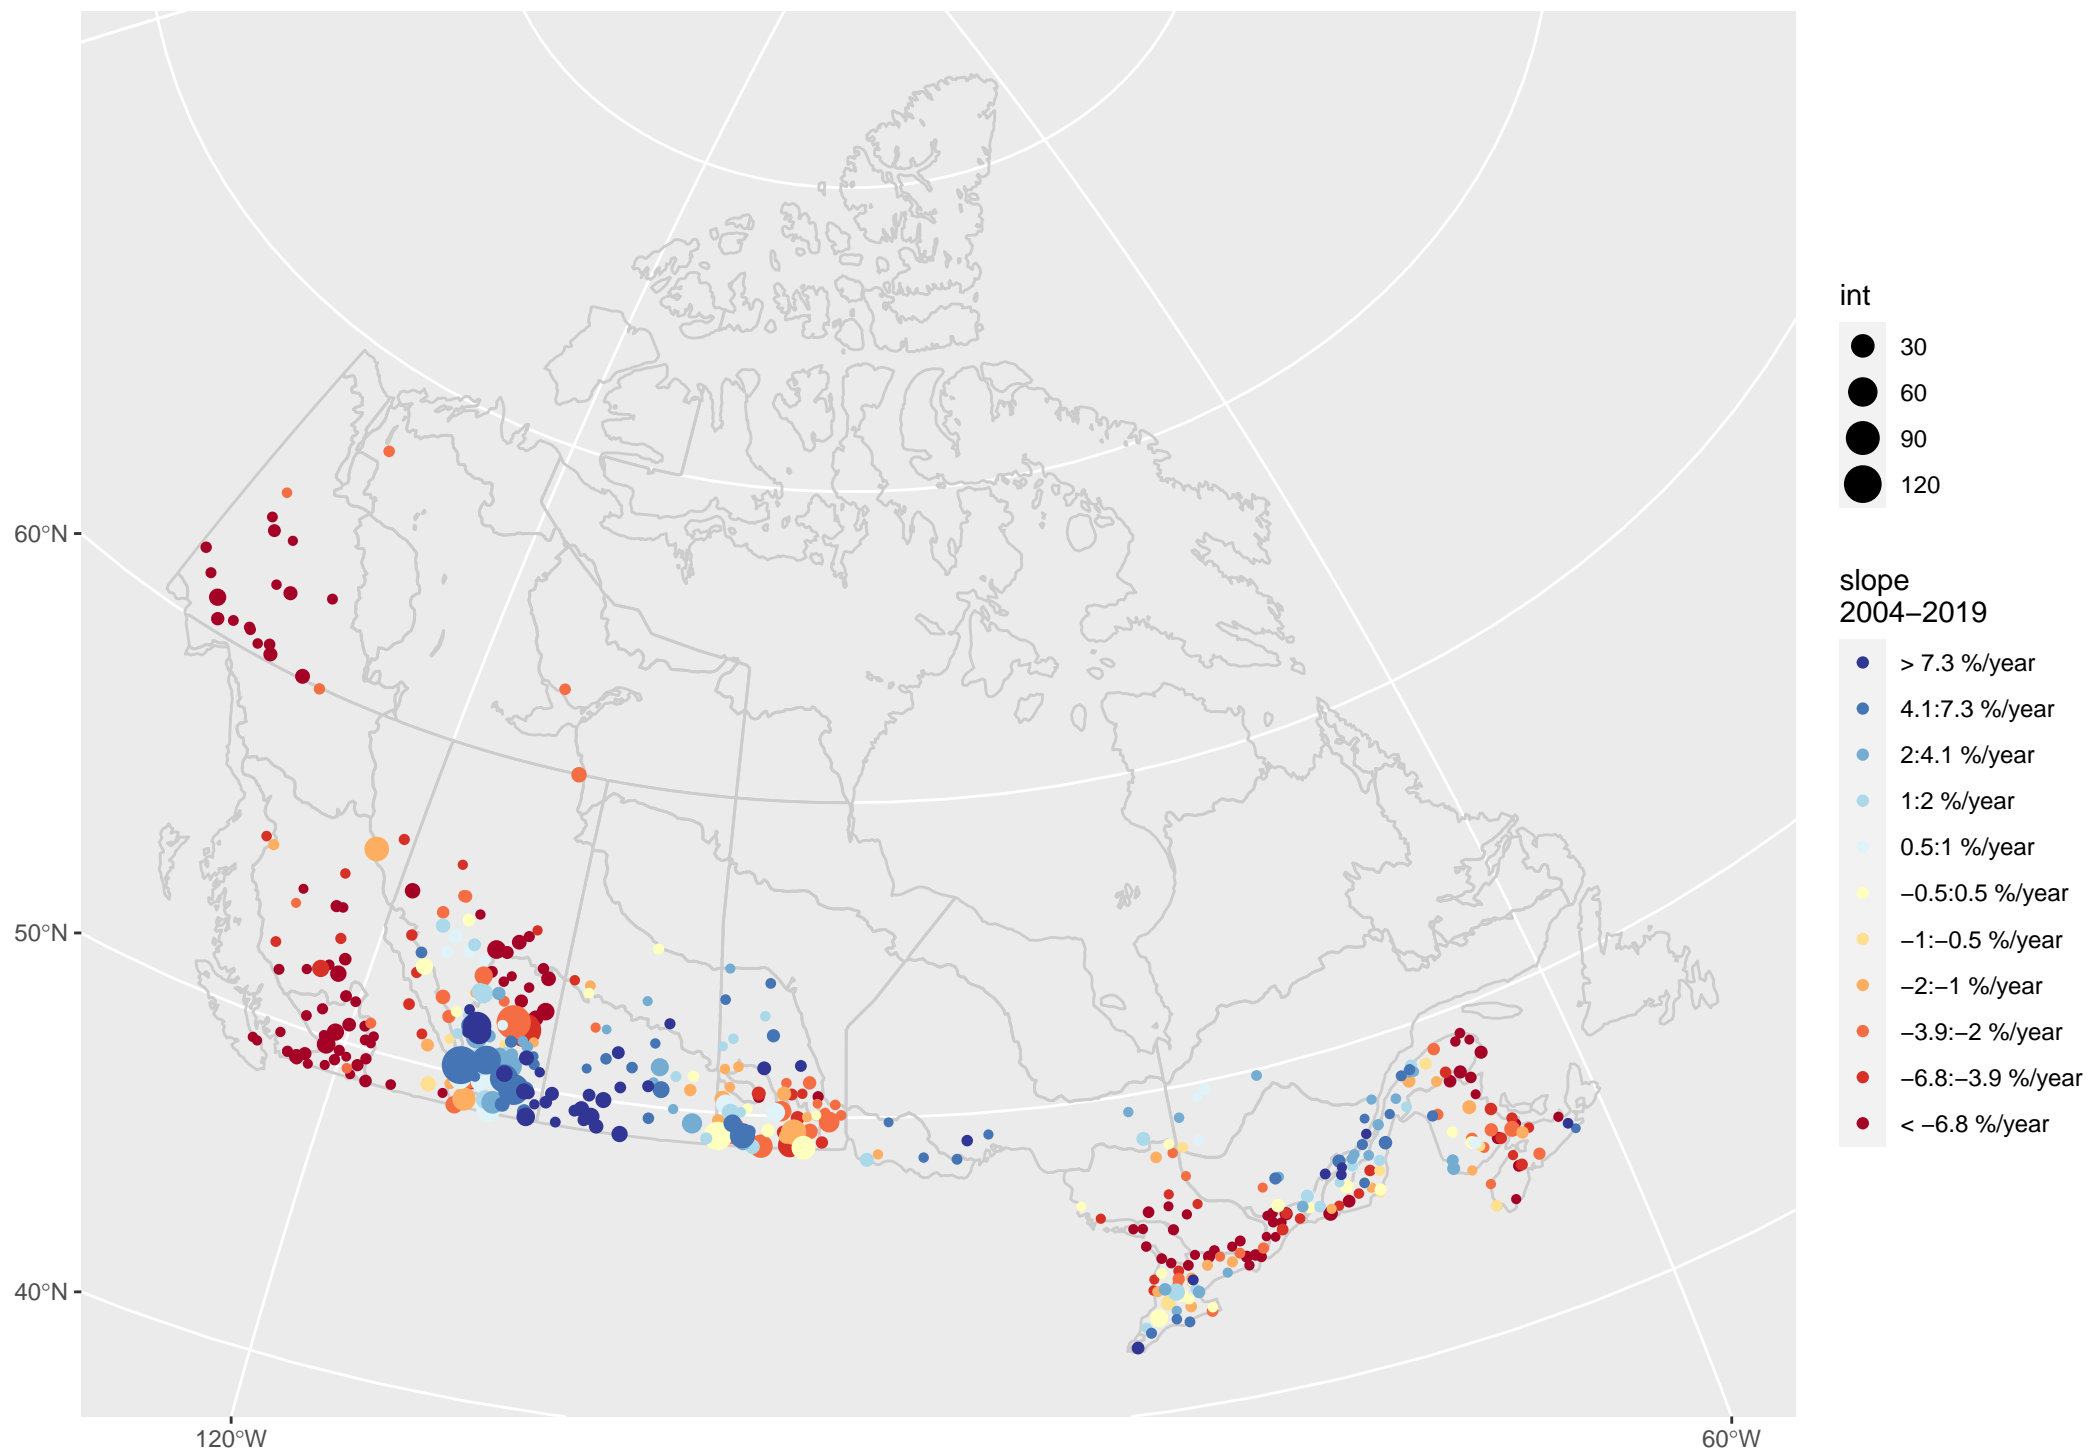 60°N
50°N
40°N
120°W
60°W
int
30
60
90
120
slope
2004−2019
> 7.3 %/year
4.1:7.3 %/year
2:4.1 %/year
1:2 %/year
0.5:1 %/year
−0.5:0.5 %/year
−1:−0.5 %/year
−2:−1 %/year
−3.9:−2 %/year
−6.8:−3.9 %/year
< −6.8 %/year